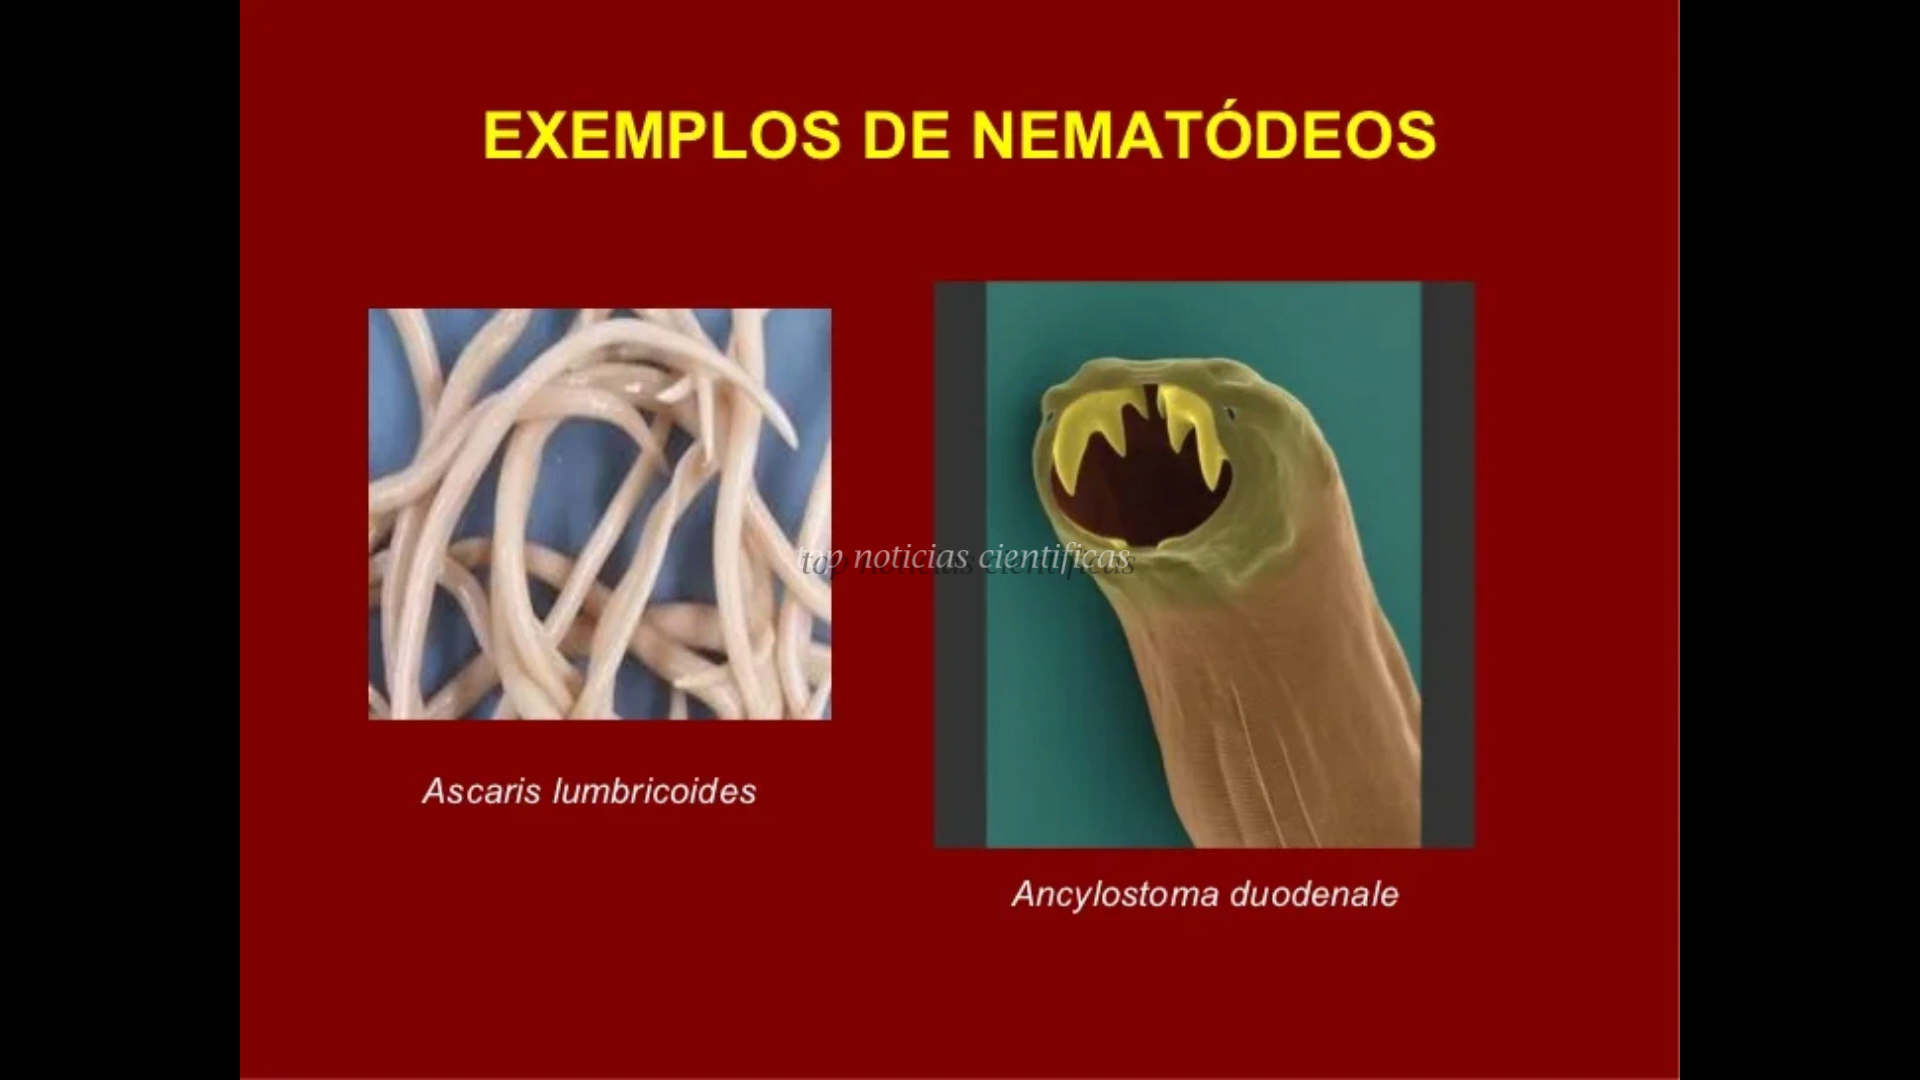 EXEMPLOS DE NEMATÓDEOS
top noticias cientificas
Ascaris lumbricoides
Ancylostoma duodenale